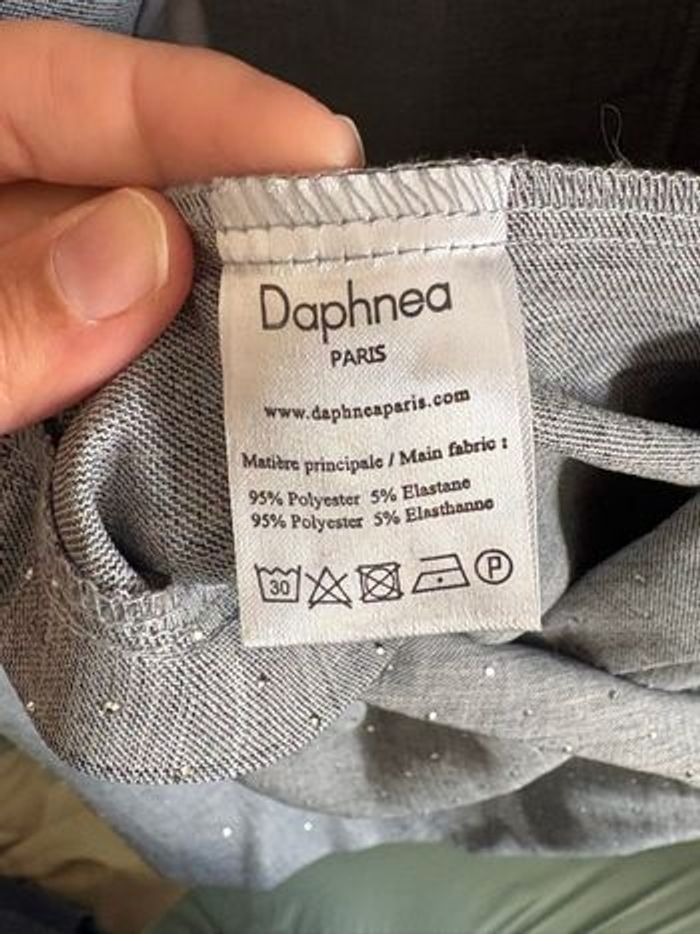 Daphnea
PARIS
www.daphneaparis.com
Matière principale / Main fabric :
95% Polyester 5% Elastane
95% Polyester 5% Elasthanne
30 P